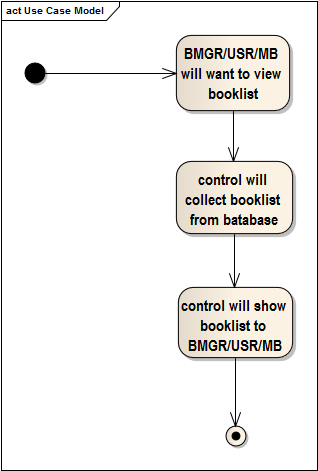 act Use Case Model
BMGR/USR/MB
will want to view
booklist
control will
collect booklist
from batabase
control will show
booklist to
BMGR/USR/MB